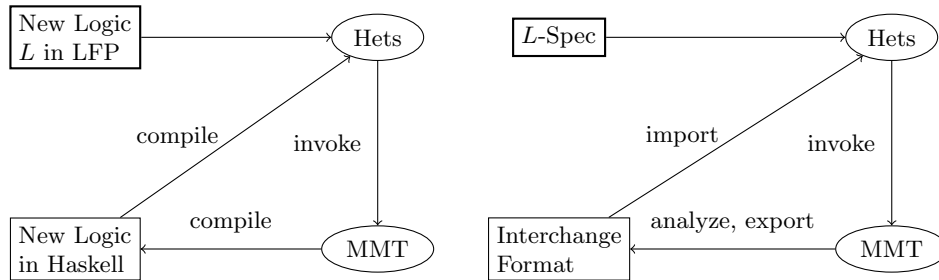 New Logic
L in LFP
Hets
compile
invoke
compile
New Logic
in Haskell
MMT
L-Spec
Hets
import
invoke
analyze, export
Interchange
Format
MMT